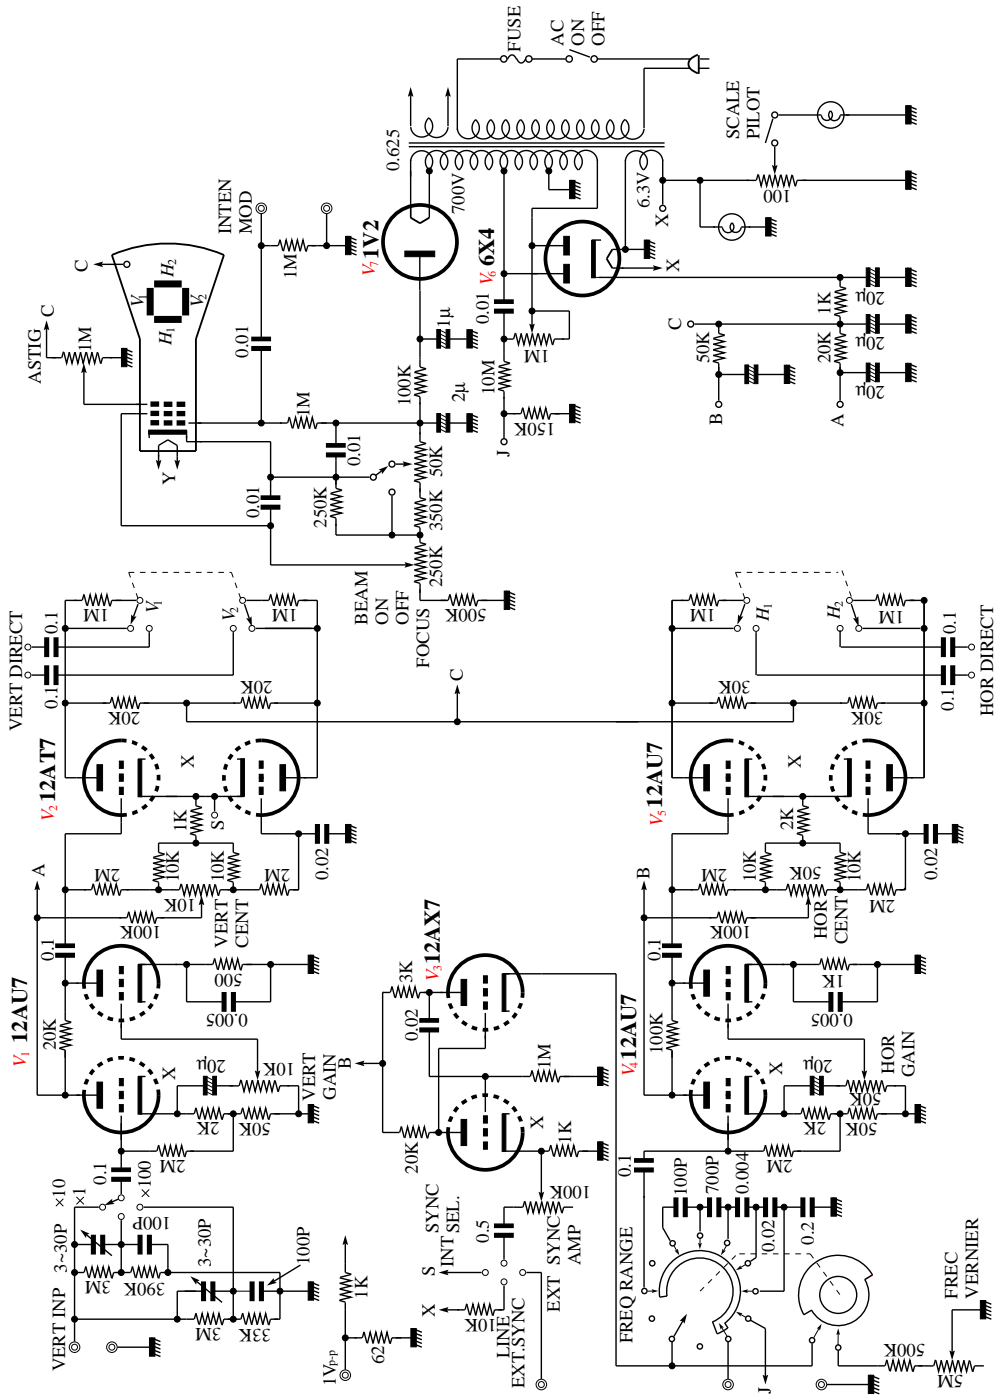 VERT INP
3~30P
×10
×1
×100
0.1
3M
390K
100P
3~30P
3M
33K
100P
2M
V₁ 12AU7
20K
0.1
X
20μ
2K
50K
10K
VERT
GAIN
500
0.005
A
100K
2M
10K
10K
10K
2M
VERT
CENT
0.02
V₂ 12AT7
X
1K
S
20K
20K
VERT DIRECT
0.1
0.1
1M
V₁
V₂
1M
C
1Vp-p
1K
62
SYNC
SEL.
INT
S
X
10K
LINE
EXT.SYNC
EXT
0.5
SYNC
AMP
100K
1K
X
20K
B
3K
0.02
1M
V₃ 12AX7
FREQ RANGE
0.1
100P
700P
0.004
0.02
0.2
J
500K
5M
FREC
VERNIER
V₄ 12AU7
100K
0.1
X
2M
20μ
2K
50K
50K
HOR
GAIN
1K
0.005
B
100K
2M
10K
50K
10K
2M
HOR
CENT
0.02
V₅ 12AU7
X
2K
30K
30K
1M
H₁
H₂
1M
0.1
0.1
HOR DIRECT
ASTIG
C
1M
C
V₁
H₂
H₁
V₂
Y
INTEN
MOD
1M
0.01
1M
0.01
0.01
250K
BEAM
ON
OFF
FOCUS
250K
350K
50K
500K
100K
2μ
1μ
V₇ 1V2
0.625
700V
FUSE
AC
ON
OFF
V₆ 6X4
0.01
10M
1M
150K
J
6.3V
X
X
SCALE
PILOT
100
1K
20μ
C
50K
B
20K
20μ
A
20μ